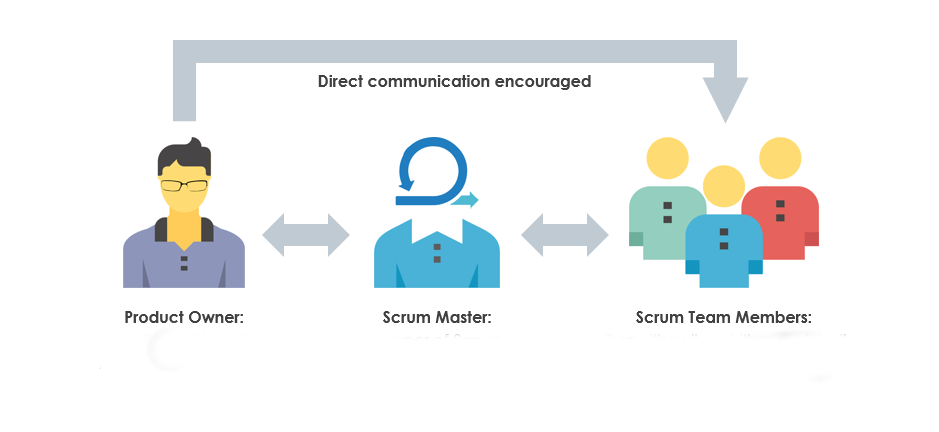 Direct communication encouraged
Product Owner:
Scrum Master:
Scrum Team Members: